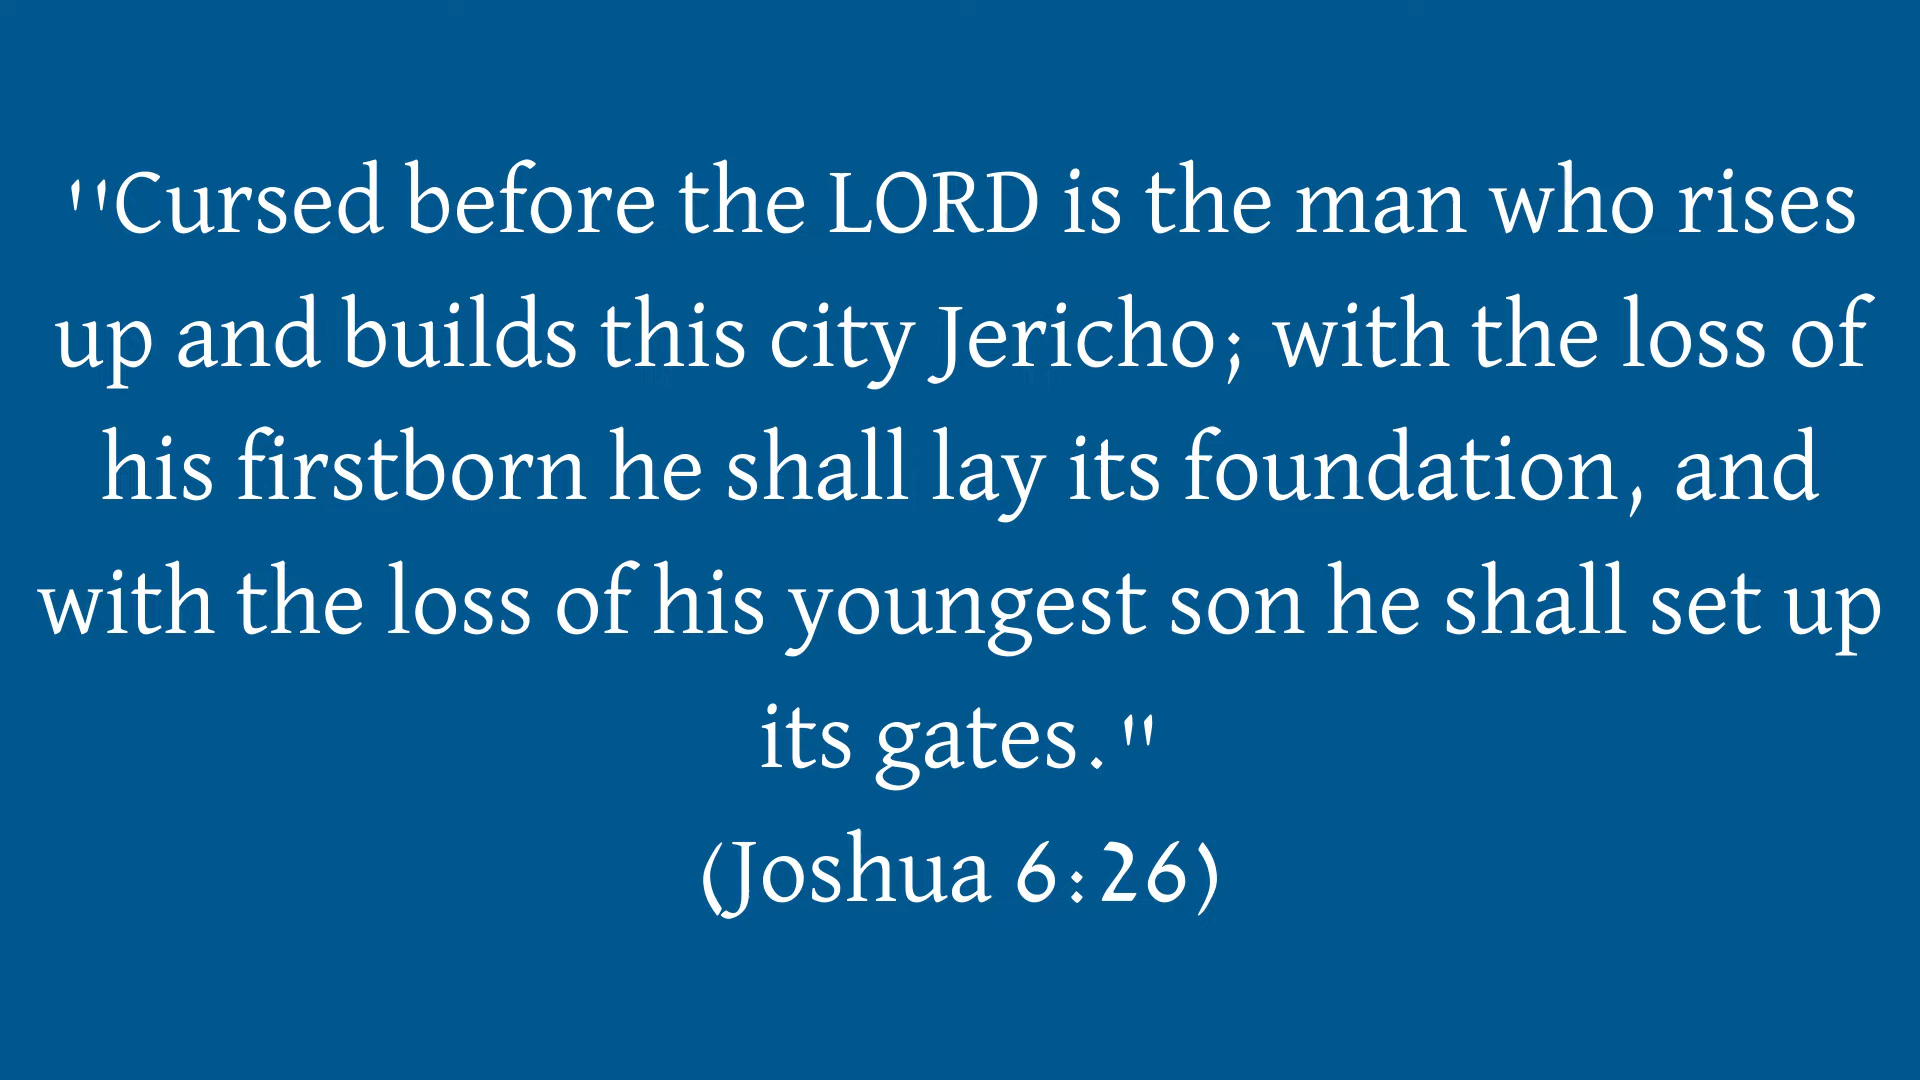 "Cursed before the LORD is the man who rises
up and builds this city Jericho; with the loss of
his firstborn he shall lay its foundation, and
with the loss of his youngest son he shall set up
its gates."
(Joshua 6:26)